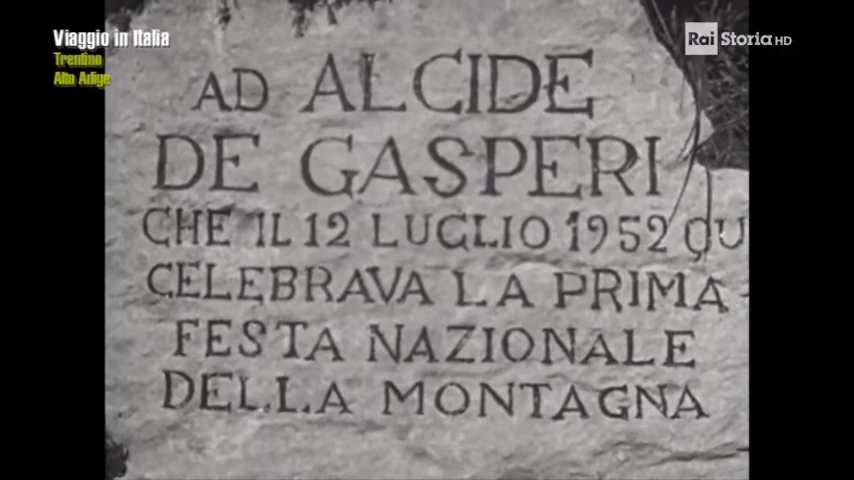 Viaggio in Italia
Trentino
Alto Adige
Rai Storia HD
AD ALCIDE
DE GASPERI
CHE IL 12 LUGLIO 1952 QU
CELEBRAVA LA PRIMA
FESTA NAZIONALE
DELLA MONTAGNA